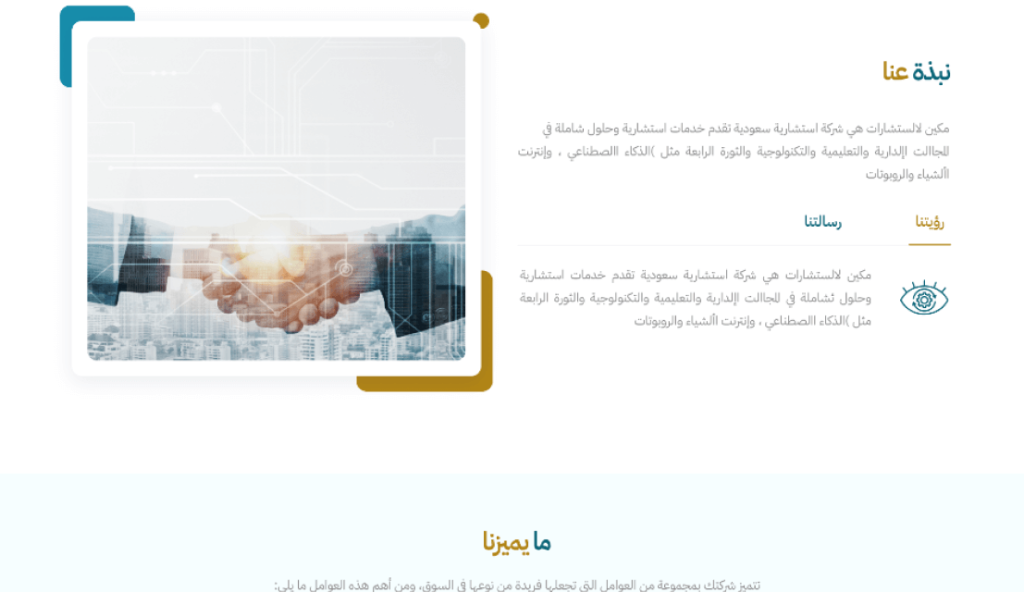 نبذة عنا
مكين لالستشارات هي شركة استشارية سعودية تقدم خدمات استشارية وحلول شاملة في
املجاالت اإلدارية والتعليمية والتكنولوجية والثورة الرابعة مثل )الذكاء االصطناعي ، وإنترنت
األشياء والروبوتات
رؤيتنا
رسالتنا
مكين لالستشارات هي شركة استشارية سعودية تقدم خدمات استشارية
وحلول ئشاملة في املجاالت اإلدارية والتعليمية والتكنولوجية والثورة الرابعة
مثل )الذكاء االصطناعي ، وإنترنت األشياء والروبوتات
ما يميزنا
تتميز شركتك بمجموعة من العوامل التي تجعلها فريدة من نوعها في السوق، ومن أهم هذه العوامل ما يلي: